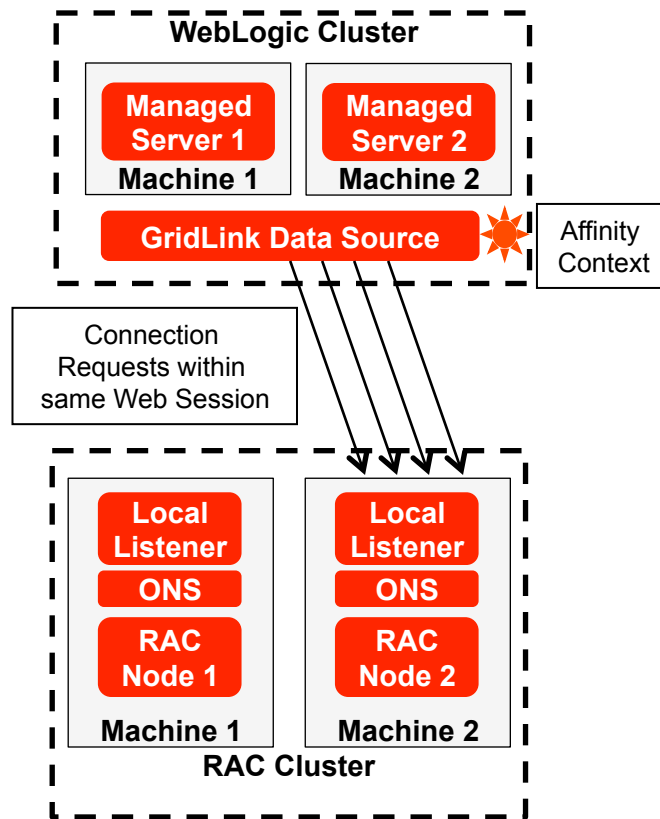 WebLogic Cluster
Managed
Server 1
Machine 1
Managed
Server 2
Machine 2
GridLink Data Source
Affinity
Context
Connection
Requests within
same Web Session
Local
Listener
ONS
RAC
Node 1
Machine 1
Local
Listener
ONS
RAC
Node 2
Machine 2
RAC Cluster